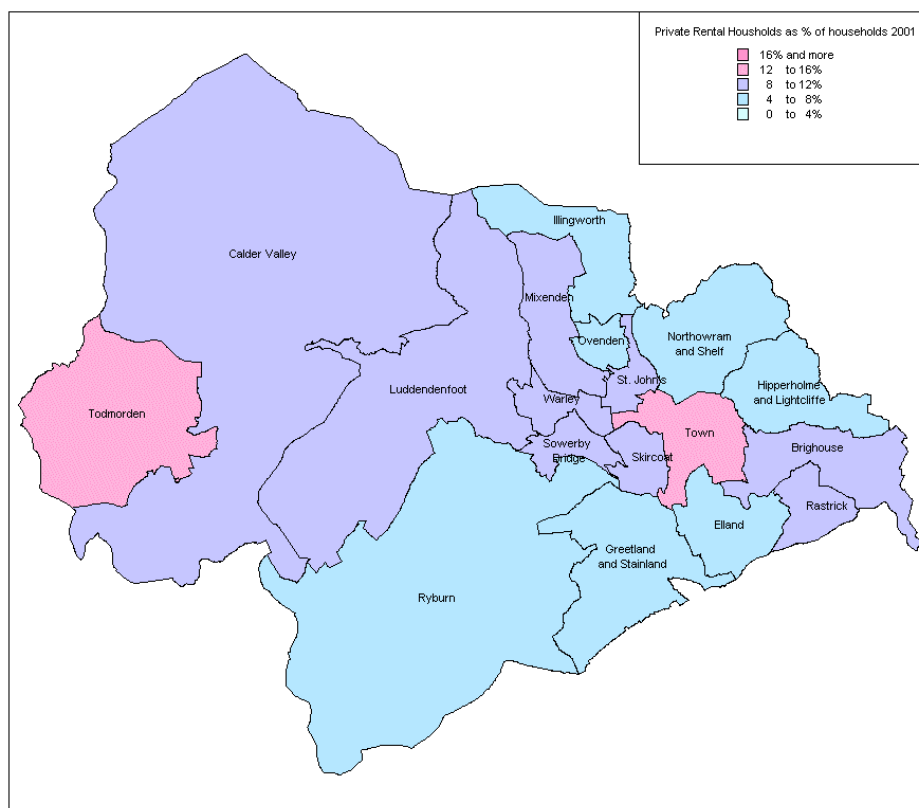 Private Rental Housholds as % of households 2001
16% and more
12 to 16%
8 to 12%
4 to 8%
0 to 4%
Illingworth
Calder Valley
Mixenden
Ovenden
Northowram
and Shelf
St. John's
Hipperholme
and Lightcliffe
Luddendenfoot
Warley
Todmorden
Town
Sowerby
Bridge
Skircoat
Brighouse
Rastrick
Elland
Greetland
and Stainland
Ryburn